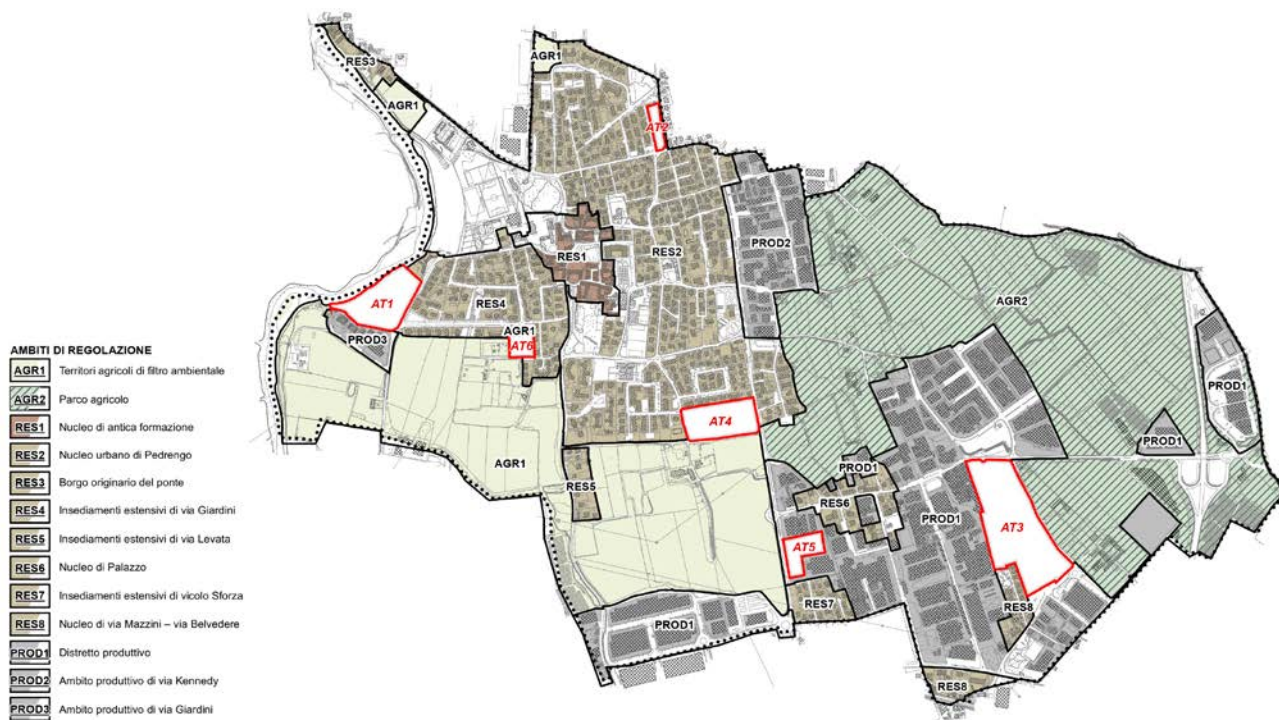 RES3
AGR1
AGR1
AT2
PROD2
RES1
RES2
AGR2
AT1
RES4
AGR1
PROD3
AT6
PROD1
AT4
PROD1
AGR1
PROD1
RES5
RES6
PROD1
AT3
AT5
RES7
RES8
PROD1
RES8
AMBITI DI REGOLAZIONE
AGR1 Territori agricoli di filtro ambientale
AGR2 Parco agricolo
RES1 Nucleo di antica formazione
RES2 Nucleo urbano di Pedrengo
RES3 Borgo originario del ponte
RES4 Insediamenti estensivi di via Giardini
RES5 Insediamenti estensivi di via Levata
RES6 Nucleo di Palazzo
RES7 Insediamenti estensivi di vicolo Sforza
RES8 Nucleo di via Mazzini – via Belvedere
PROD1 Distretto produttivo
PROD2 Ambito produttivo di via Kennedy
PROD3 Ambito produttivo di via Giardini